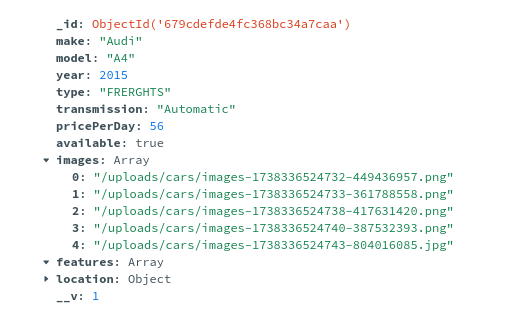 _id: ObjectId('679cdefde4fc368bc34a7caa')
make: "Audi"
model: "A4"
year: 2015
type: "FRERGHTS"
transmission: "Automatic"
pricePerDay: 56
available: true
images: Array
0: "/uploads/cars/images-1738336524732-449436957.png"
1: "/uploads/cars/images-1738336524733-361788558.png"
2: "/uploads/cars/images-1738336524738-417631420.png"
3: "/uploads/cars/images-1738336524740-387532393.png"
4: "/uploads/cars/images-1738336524743-804016085.jpg"
features: Array
location: Object
__v: 1